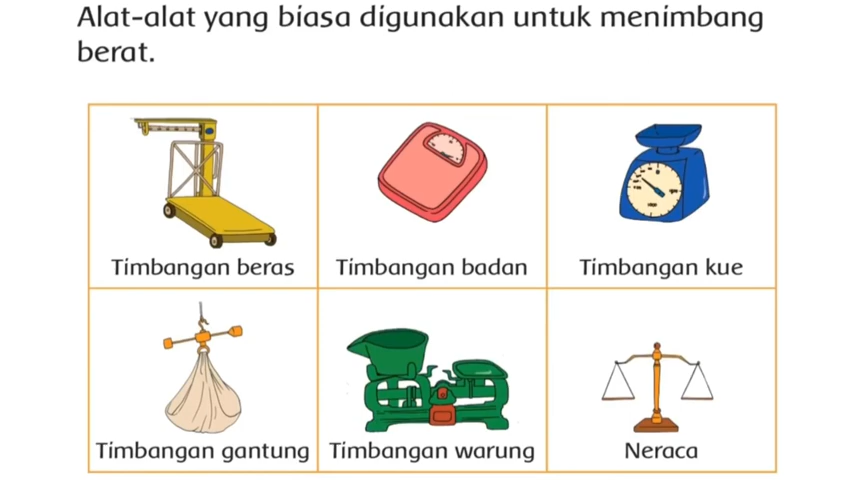 Alat-alat yang biasa digunakan untuk menimbang
berat.
Timbangan beras
Timbangan badan
Timbangan kue
Timbangan gantung
Timbangan warung
Neraca